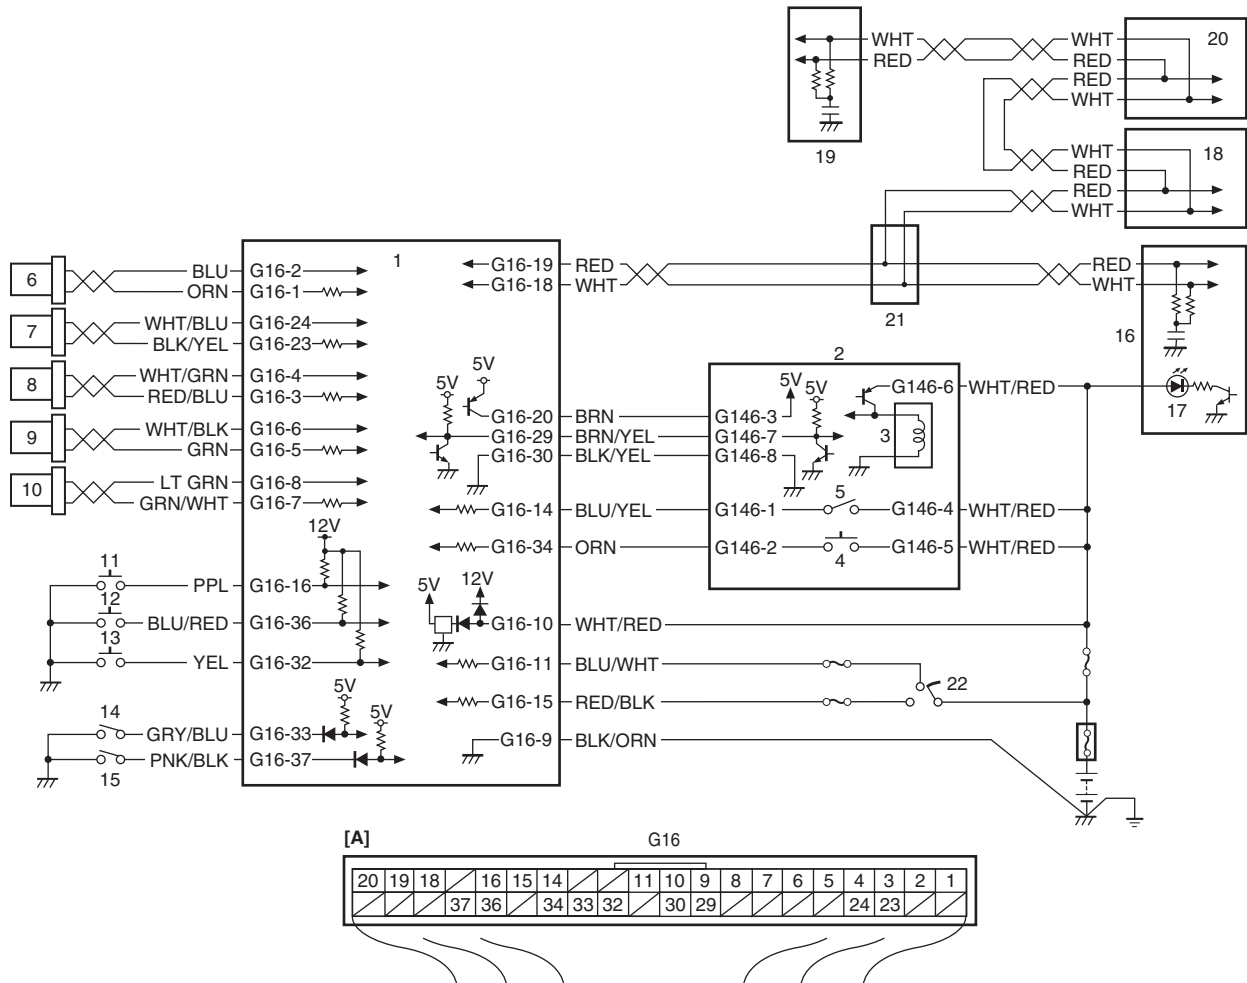 WHT WHT 20
RED RED
RED
WHT
19
WHT 18
RED
RED
WHT
1
6 BLU G16-2
ORN G16-1
G16-19 RED RED
G16-18 WHT WHT
21
7 WHT/BLU G16-24
BLK/YEL G16-23
16
2
8 WHT/GRN G16-4
RED/BLU G16-3
5V 5V
5V 5V G146-6 WHT/RED
17
G16-20 BRN G146-3
9 WHT/BLK G16-6
GRN G16-5
G16-29 BRN/YEL G146-7 3
G16-30 BLK/YEL G146-8
10 LT GRN G16-8
GRN/WHT G16-7
5
G16-14 BLU/YEL G146-1 G146-4 WHT/RED
12V
G16-34 ORN G146-2 G146-5 WHT/RED
4
11
PPL G16-16
5V 12V
12
BLU/RED G16-36
G16-10 WHT/RED
13
YEL G16-32
G16-11 BLU/WHT
22
5V
G16-15 RED/BLK
5V
14
GRY/BLU G16-33
G16-9 BLK/ORN
PNK/BLK G16-37
15
[A] G16
20 19 18 16 15 14 11 10 9 8 7 6 5 4 3 2 1
37 36 34 33 32 30 29 24 23